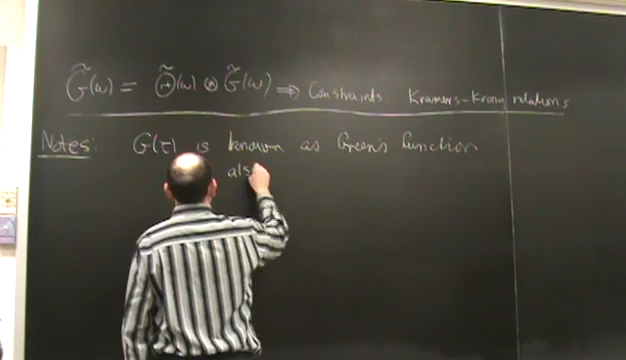 G̃(ω) = Θ̃(ω) ⊛ G̃(ω) ⇒ Constraints: Kramers-Kronig relations
Notes: G(τ) is known as Green's function
als